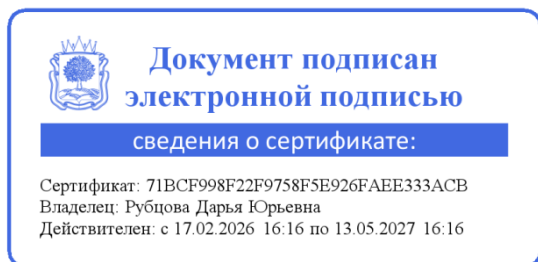 Документ подписан
электронной подписью
сведения о сертификате:
Сертификат: 71BCF998F22F9758F5E926FAEE333ACB
Владелец: Рубцова Дарья Юрьевна
Действителен: с 17.02.2026 16:16 по 13.05.2027 16:16